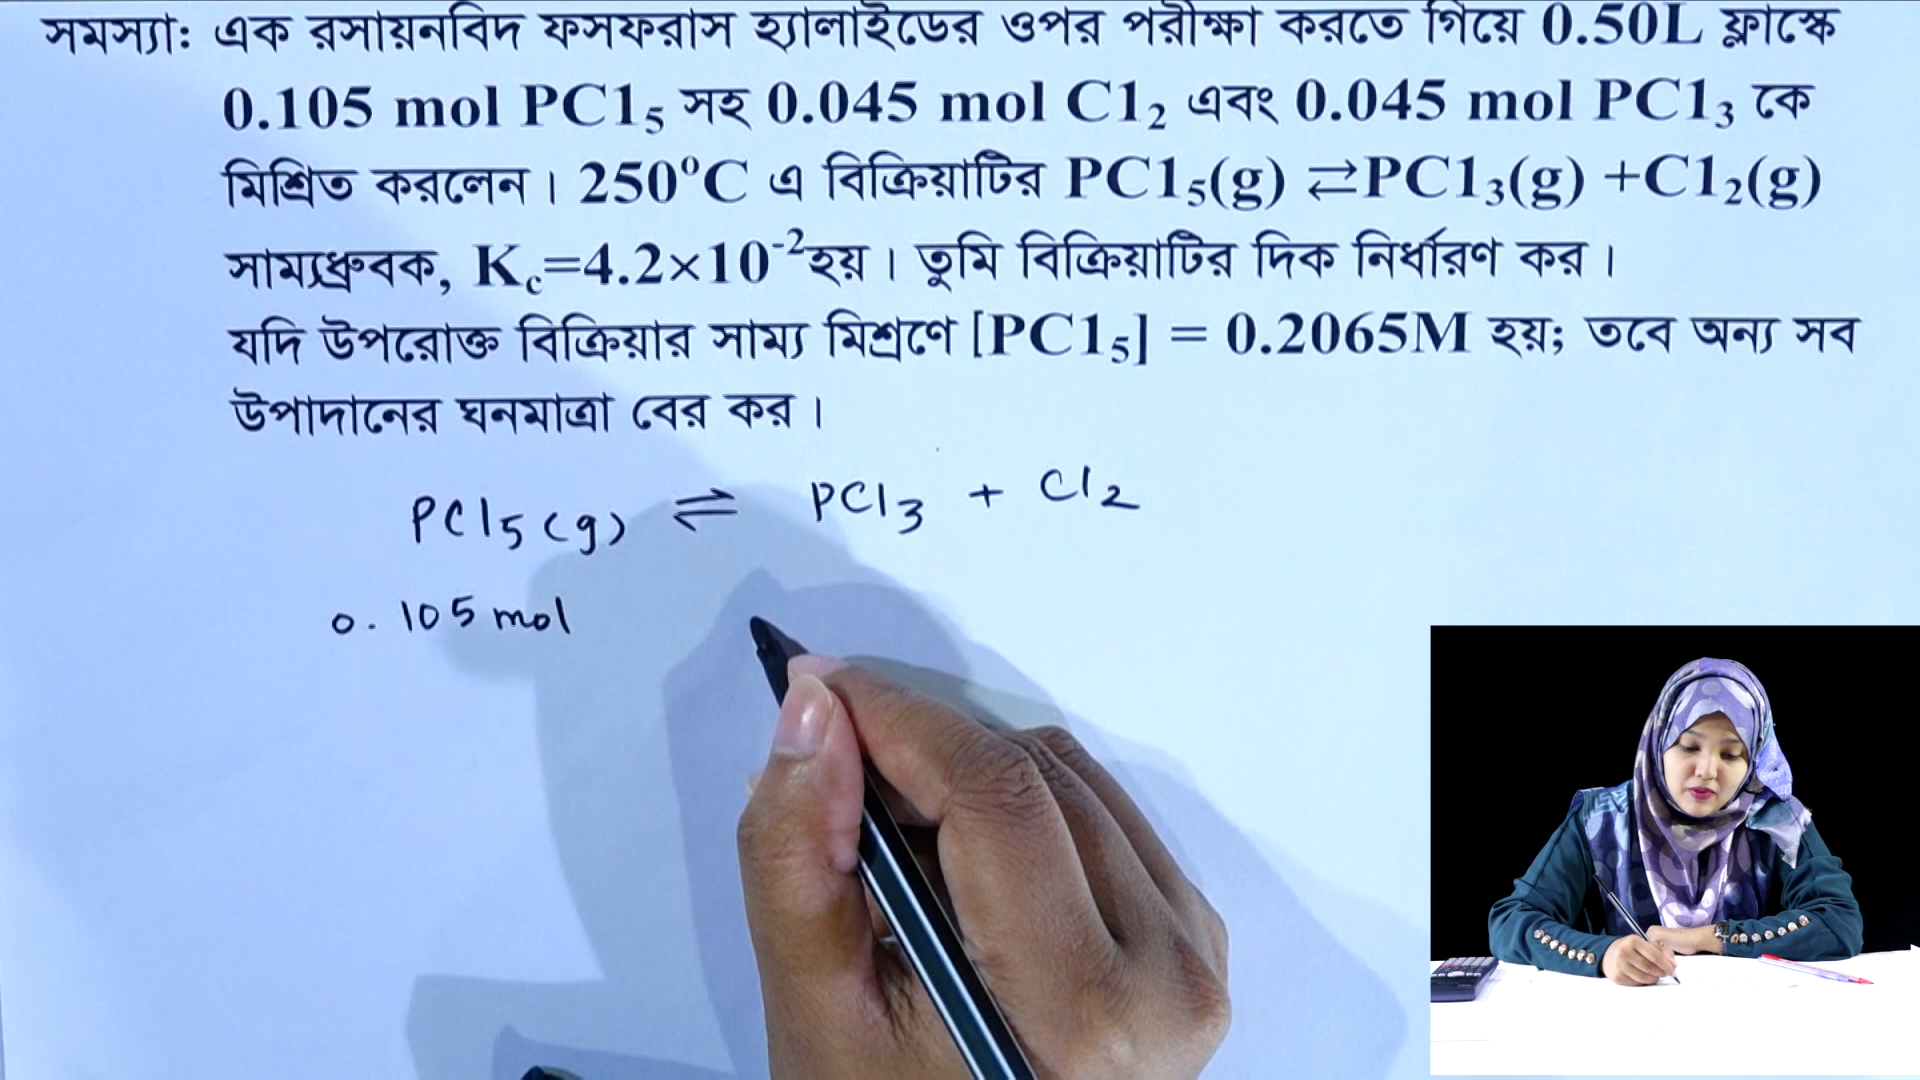 সমস্যা: এক রসায়নবিদ ফসফরাস হ্যালাইডের ওপর পরীক্ষা করতে গিয়ে 0.50L ফ্লাস্কে
0.105 mol PC1₅ সহ 0.045 mol C1₂ এবং 0.045 mol PC1₃ কে
মিশ্রিত করলেন। 250°C এ বিক্রিয়াটির PC1₅(g) ⇄PC1₃(g) +C1₂(g)
সাম্যধ্রুবক, K꜀=4.2×10⁻²হয়। তুমি বিক্রিয়াটির দিক নির্ধারণ কর।
যদি উপরোক্ত বিক্রিয়ার সাম্য মিশ্রণে [PC1₅] = 0.2065M হয়; তবে অন্য সব
উপাদানের ঘনমাত্রা বের কর।
PCl₅(g) ⇌ PCl₃ + Cl₂
0.105 mol